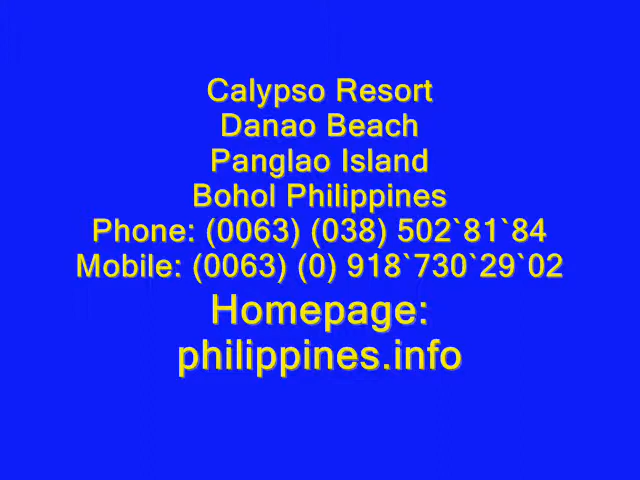 Calypso Resort
Danao Beach
Panglao Island
Bohol Philippines
Phone: (0063) (038) 502`81`84
Mobile: (0063) (0) 918`730`29`02
Homepage:
philippines.info